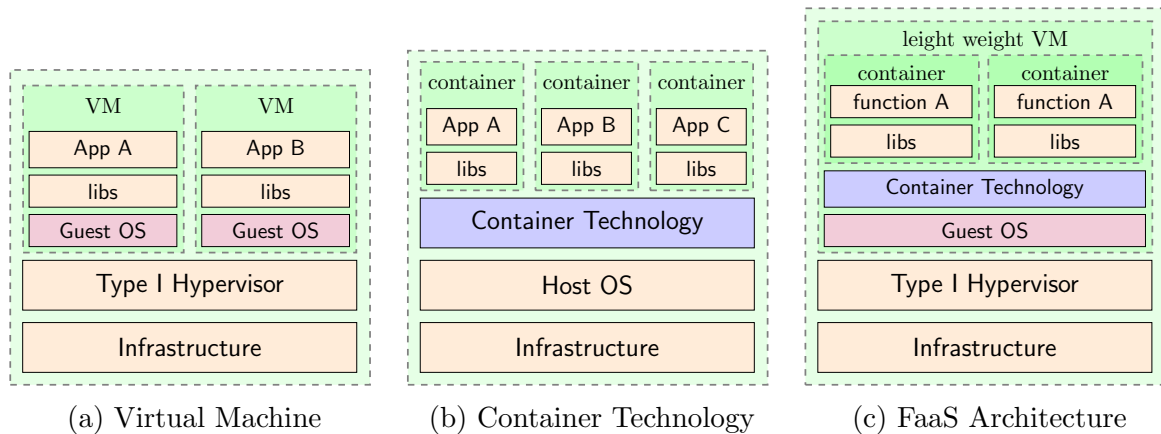 VM
VM
App A
App B
libs
libs
Guest OS
Guest OS
Type I Hypervisor
Infrastructure
(a) Virtual Machine
container
container
container
App A
App B
App C
libs
libs
libs
Container Technology
Host OS
Infrastructure
(b) Container Technology
leight weight VM
container
container
function A
function A
libs
libs
Container Technology
Guest OS
Type I Hypervisor
Infrastructure
(c) FaaS Architecture